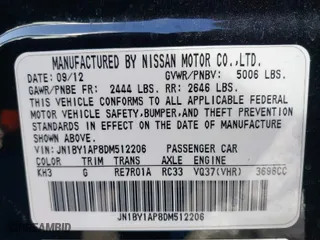 MANUFACTURED BY NISSAN MOTOR CO.,LTD.
DATE: 09/12 GVWR/PNBV: 5006 LBS.
GAWR/PNBE FR: 2444 LBS. RR: 2646 LBS.
THIS VEHICLE CONFORMS TO ALL APPLICABLE FEDERAL
MOTOR VEHICLE SAFETY,BUMPER,AND THEFT PREVENTION
STANDARDS IN EFFECT ON THE DATE OF MANUFACTURE
SHOWN ABOVE.
VIN: JN1BY1AP8DM512206 PASSENGER CAR
COLOR TRIM TRANS AXLE ENGINE
KH3 G RE7R01A RC33 VQ37(VHR) 3696CC
JN1BY1AP8DM512206